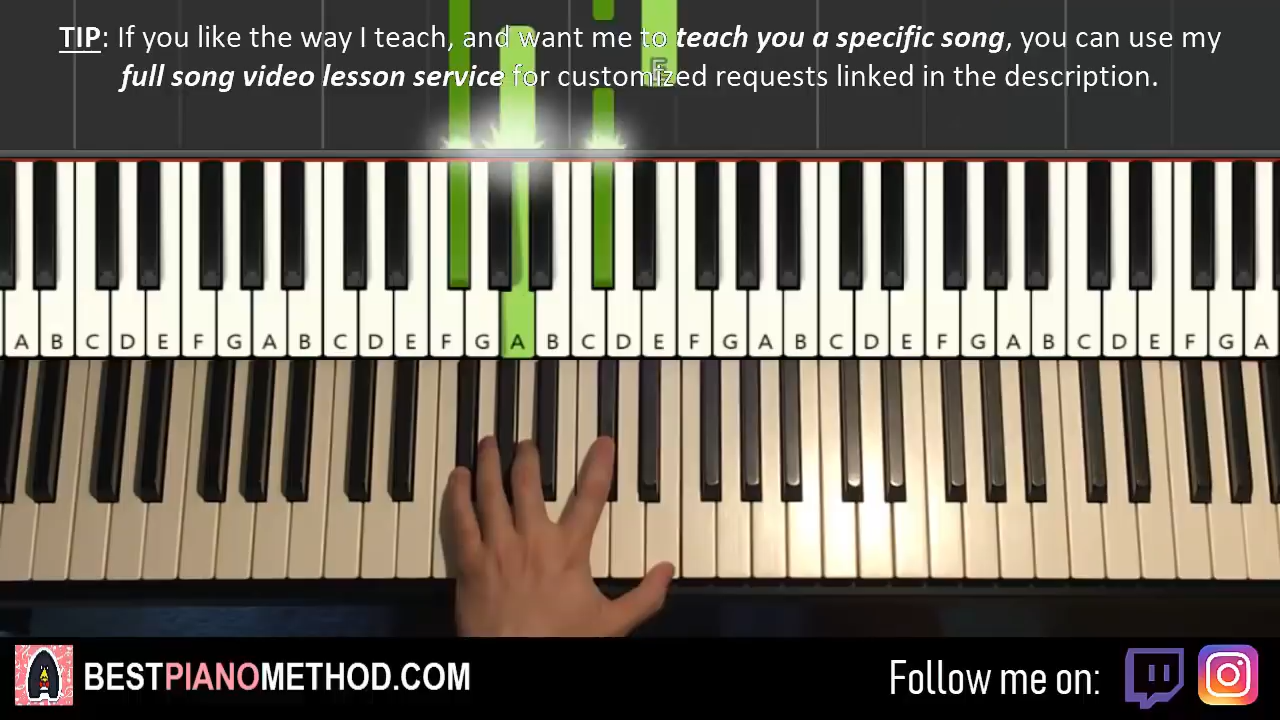 TIP: If you like the way I teach, and want me to teach you a specific song, you can use my
full song video lesson service for customized requests linked in the description.
E
A B C D E F G A B C D E F G A B C D E F G A B C D E F G A B C D E F G A
BESTPIANOMETHOD.COM
Follow me on: